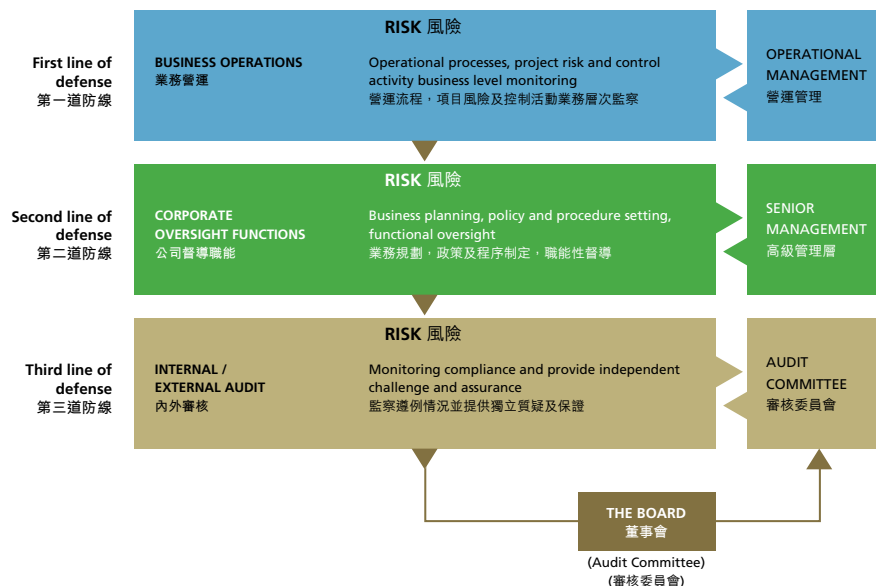 RISK 風險
First line of
defense
第一道防線
BUSINESS OPERATIONS
業務營運
Operational processes, project risk and control
activity business level monitoring
營運流程，項目風險及控制活動業務層次監察
OPERATIONAL
MANAGEMENT
營運管理
RISK 風險
Second line of
defense
第二道防線
CORPORATE
OVERSIGHT FUNCTIONS
公司督導職能
Business planning, policy and procedure setting,
functional oversight
業務規劃，政策及程序制定，職能性督導
SENIOR
MANAGEMENT
高級管理層
RISK 風險
Third line of
defense
第三道防線
INTERNAL /
EXTERNAL AUDIT
內外審核
Monitoring compliance and provide independent
challenge and assurance
監察遵例情況並提供獨立質疑及保證
AUDIT
COMMITTEE
審核委員會
THE BOARD
董事會
(Audit Committee)
(審核委員會)